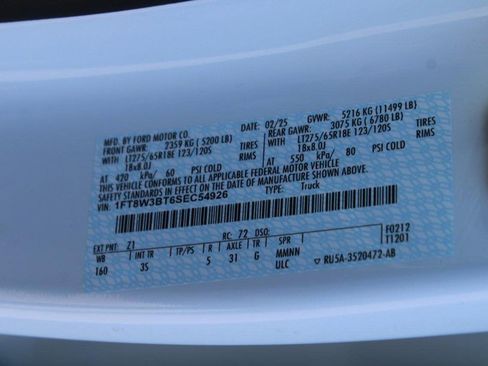 MFD. BY FORD MOTOR CO. 02/25 GVWR: 5216 KG (11499 LB)
FRONT GAWR: 2359 KG (5200 LB) REAR GAWR: 3075 KG (6780 LB)
LT275/65R18E 123/120S TIRES WITH LT275/65R18E 123/120S TIRES
18x8.0J RIMS 18x8.0J RIMS
AT 420 kPa/ 60 PSI COLD AT 550 kPa/ 80 PSI COLD
THIS VEHICLE CONFORMS TO ALL APPLICABLE FEDERAL MOTOR VEHICLE
SAFETY STANDARDS IN EFFECT ON THE DATE OF MANUFACTURE SHOWN ABOVE.
VIN: 1FT8W3BT6SEC54926 TYPE: Truck
F0212
T1201
EXT PNT: Z1 RC: 72 DSO:
WB INT TR TP/PS R AXLE TR SPR
160 3S 5 31 G MMNN
ULC ▼ RU5A-3520472-AB